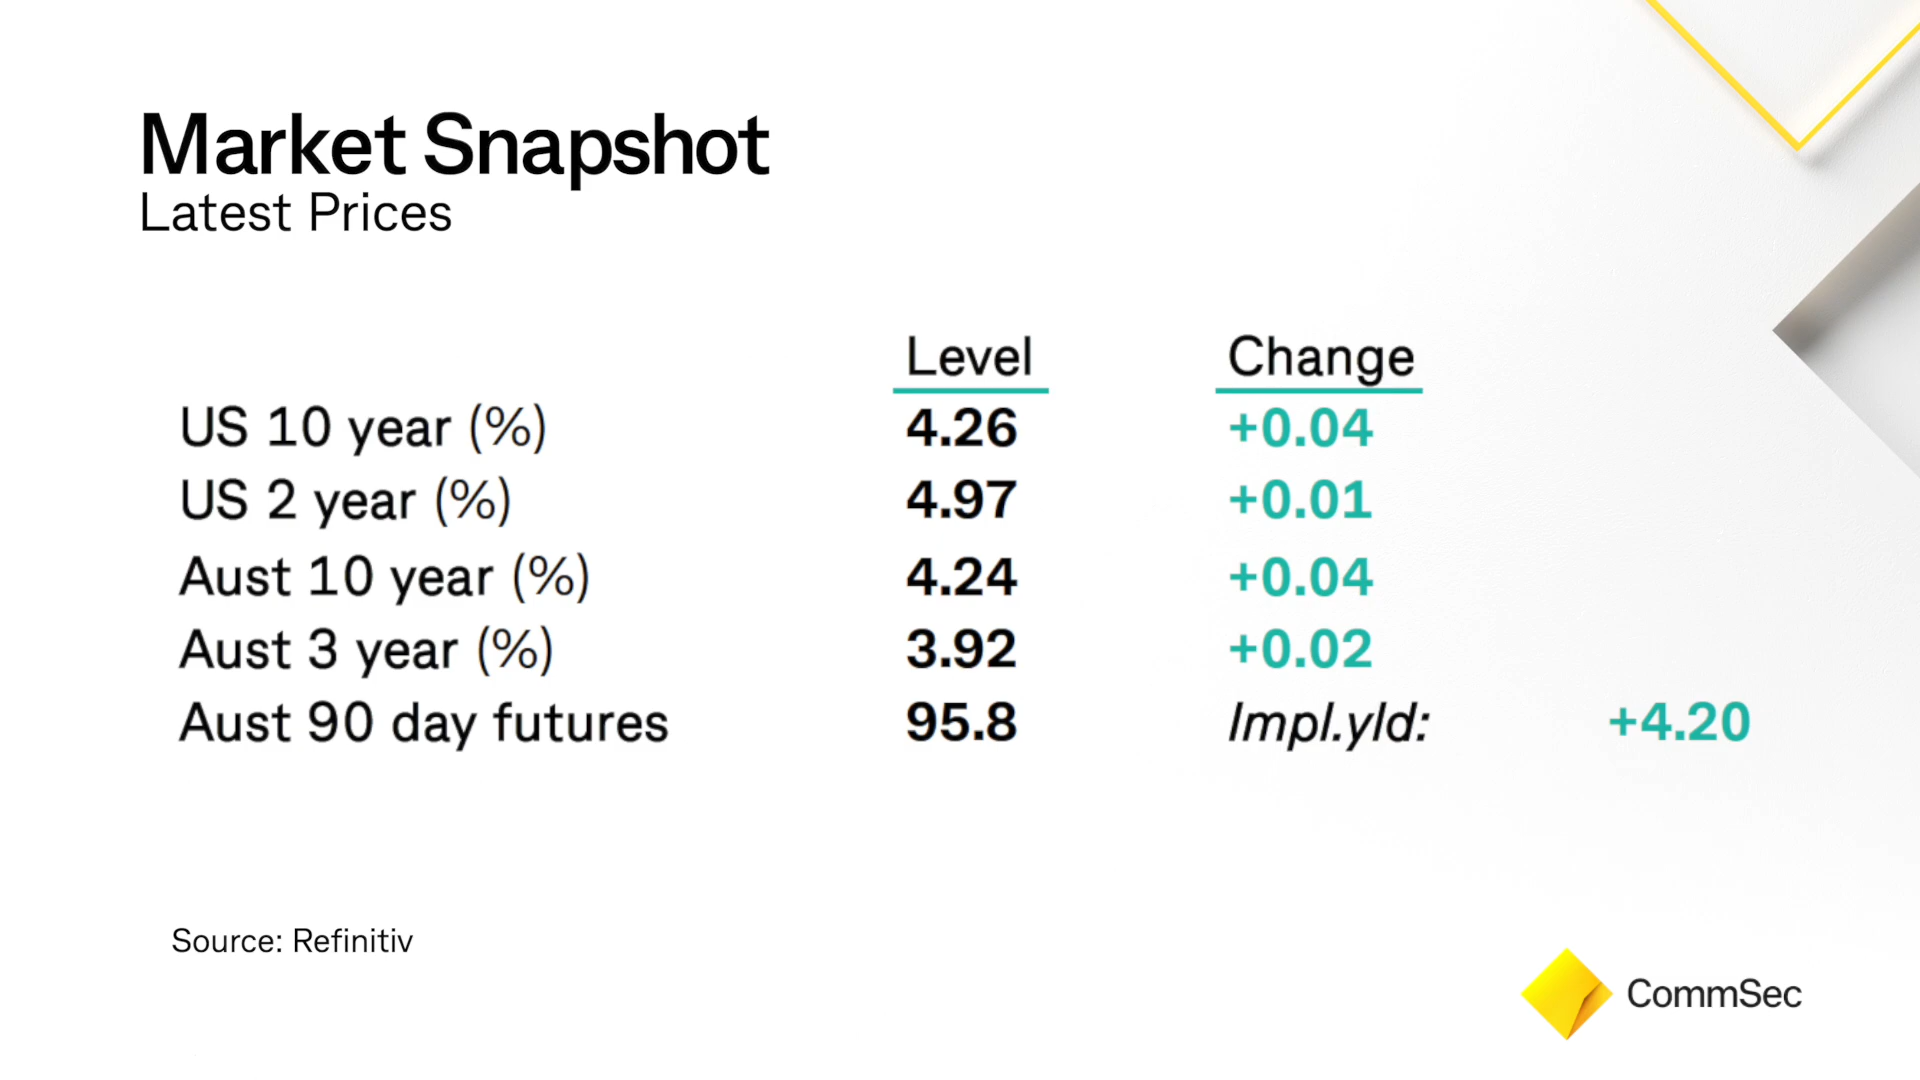 Market Snapshot
Latest Prices
Level Change
US 10 year (%) 4.26 +0.04
US 2 year (%) 4.97 +0.01
Aust 10 year (%) 4.24 +0.04
Aust 3 year (%) 3.92 +0.02
Aust 90 day futures 95.8 Impl.yld: +4.20
Source: Refinitiv
CommSec